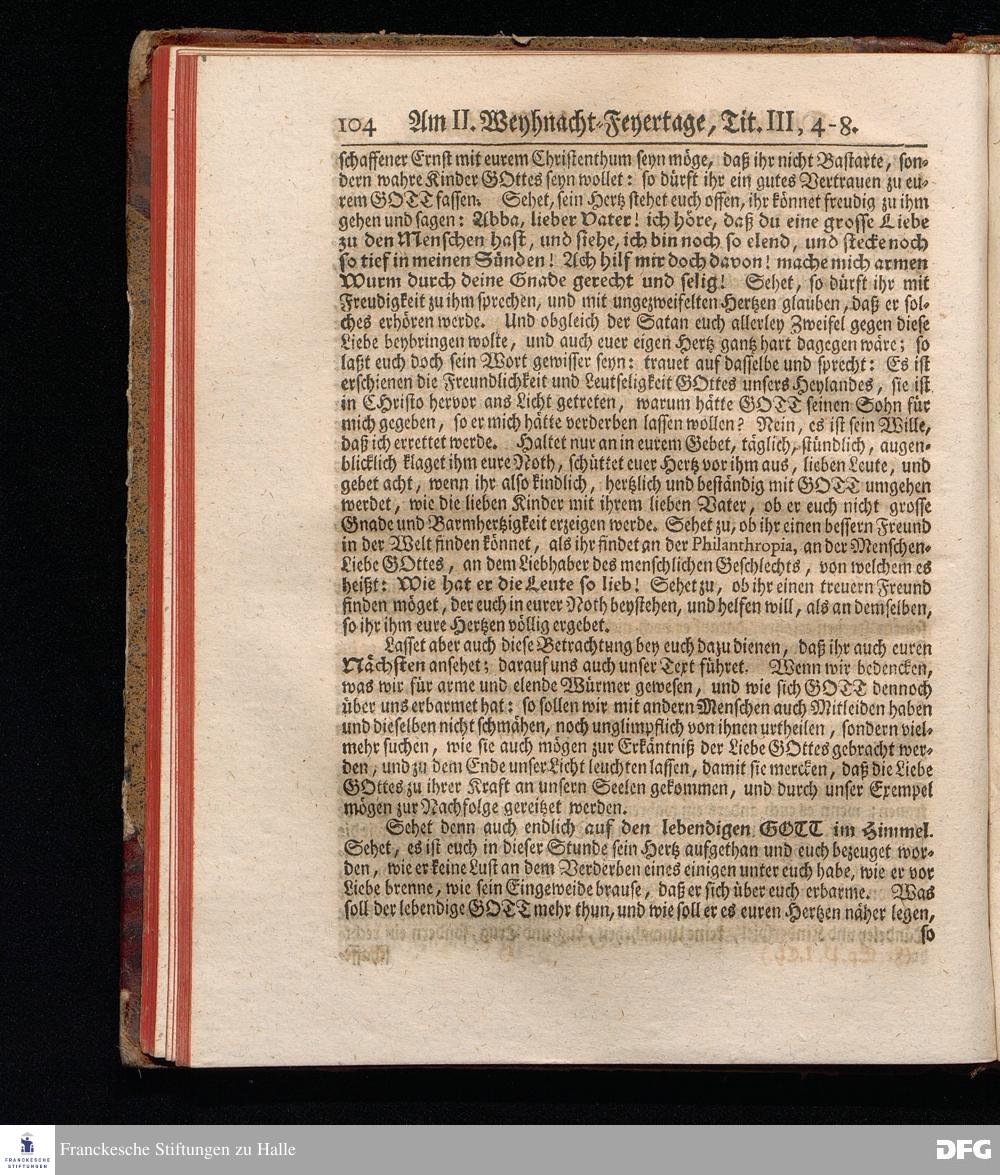 104 Am II. Weyhnacht-Feyertage, Tit. III, 4-8.
schaffener Ernst mit eurem Christenthum seyn möge, daß ihr nicht Bastarte, son-
dern wahre Kinder GOttes seyn wollet: so dürft ihr ein gutes Vertrauen zu eu-
rem GOTT fassen. Sehet, sein Hertz stehet euch offen, ihr könnet freudig zu ihm
gehen und sagen: Abba, lieber Vater! ich höre, daß du eine grosse Liebe
zu den Menschen hast, und siehe, ich bin noch so elend, und stecke noch
so tief in meinen Sünden! Ach hilf mir doch davon! mache mich armen
Wurm durch deine Gnade gerecht und selig! Sehet, so dürft ihr mit
Freudigkeit zu ihm sprechen, und mit ungezweifelten Hertzen glauben, daß er sol-
ches erhören werde. Und obgleich der Satan euch allerley Zweifel gegen diese
Liebe beybringen wolte, und auch euer eigen Hertz gantz hart dagegen wäre; so
laßt euch doch sein Wort gewisser seyn: trauet auf dasselbe und sprecht: Es ist
erschienen die Freundlichkeit und Leutseligkeit GOttes unsers Heylandes, sie ist
in CHristo hervor ans Licht getreten, warum hätte GOTT seinen Sohn für
mich gegeben, so er mich hätte verderben lassen wollen? Nein, es ist sein Wille,
daß ich errettet werde. Haltet nur an in eurem Gebet, täglich, stündlich, augen-
blicklich klaget ihm eure Noth, schüttet euer Hertz vor ihm aus, lieben Leute, und
gebet acht, wenn ihr also kindlich, hertzlich und beständig mit GOTT umgehen
werdet, wie die lieben Kinder mit ihrem lieben Vater, ob er euch nicht grosse
Gnade und Barmhertzigkeit erzeigen werde. Sehet zu, ob ihr einen bessern Freund
in der Welt finden könnet, als ihr findet an der Philanthropia, an der Menschen-
Liebe GOttes, an dem Liebhaber des menschlichen Geschlechts, von welchem es
heißt: Wie hat er die Leute so lieb! Sehet zu, ob ihr einen treuern Freund
finden möget, der euch in eurer Noth beystehen, und helfen will, als an demselben,
so ihr ihm eure Hertzen völlig ergebet.
Lasset aber auch diese Betrachtung bey euch dazu dienen, daß ihr auch euren
Nächsten ansehet; darauf uns auch unser Text führet. Wenn wir bedencken,
was wir für arme und elende Würmer gewesen, und wie sich GOTT dennoch
über uns erbarmet hat: so sollen wir mit andern Menschen auch Mitleiden haben
und dieselben nicht schmähen, noch unglimpflich von ihnen urtheilen, sondern viel-
mehr suchen, wie sie auch mögen zur Erkäntniß der Liebe GOttes gebracht wer-
den, und zu dem Ende unser Licht leuchten lassen, damit sie mercken, daß die Liebe
GOttes zu ihrer Kraft an unsern Seelen gekommen, und durch unser Exempel
mögen zur Nachfolge gereitzet werden.
Sehet denn auch endlich auf den lebendigen GOTT im Himmel.
Sehet, es ist euch in dieser Stunde sein Hertz aufgethan und euch bezeuget wor-
den, wie er keine Lust an dem Verderben eines einigen unter euch habe, wie er vor
Liebe brenne, wie sein Eingeweide brause, daß er sich über euch erbarme. Was
soll der lebendige GOTT mehr thun, und wie soll er es euren Hertzen näher legen,
so
FRANCKESCHE
STIFTUNGEN
Franckesche Stiftungen zu Halle
DFG